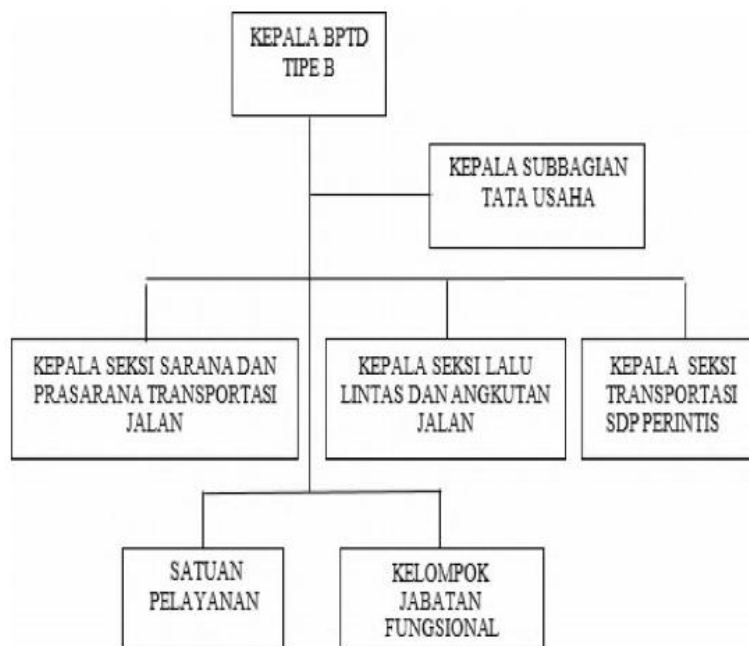 KEPALA BPTD
TIPE B
KEPALA SUBBAGIAN
TATA USAHA
KEPALA SEKSI SARANA DAN
PRASARANA TRANSPORTASI
JALAN
KEPALA SEKSI LALU
LINTAS DAN ANGKUTAN
JALAN
KEPALA SEKSI
TRANSPORTASI
SDP PERINTIS
SATUAN
PELAYANAN
KELOMPOK
JABATAN
FUNGSIONAL